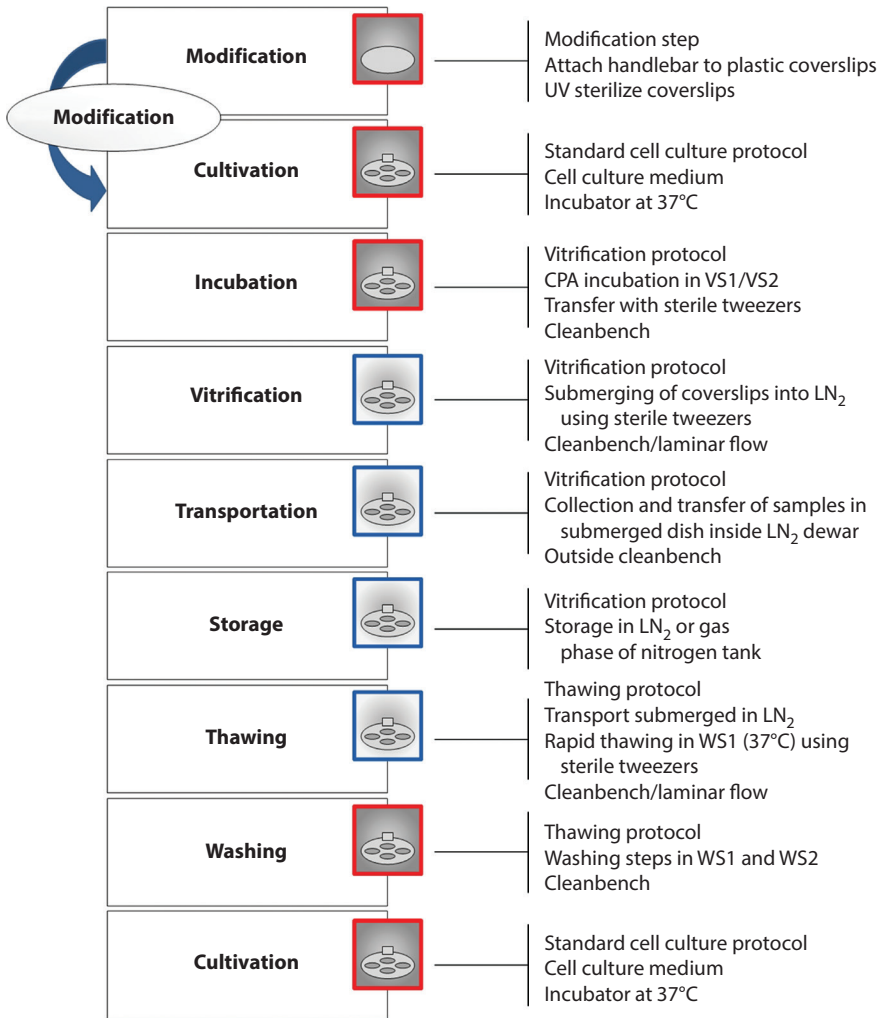 Modification
Modification step
Attach handlebar to plastic coverslips
UV sterilize coverslips
Modification
Cultivation
Standard cell culture protocol
Cell culture medium
Incubator at 37°C
Incubation
Vitrification protocol
CPA incubation in VS1/VS2
Transfer with sterile tweezers
Cleanbench
Vitrification
Vitrification protocol
Submerging of coverslips into LN₂
using sterile tweezers
Cleanbench/laminar flow
Transportation
Vitrification protocol
Collection and transfer of samples in
submerged dish inside LN₂ dewar
Outside cleanbench
Storage
Vitrification protocol
Storage in LN₂ or gas
phase of nitrogen tank
Thawing
Thawing protocol
Transport submerged in LN₂
Rapid thawing in WS1 (37°C) using
sterile tweezers
Cleanbench/laminar flow
Washing
Thawing protocol
Washing steps in WS1 and WS2
Cleanbench
Cultivation
Standard cell culture protocol
Cell culture medium
Incubator at 37°C